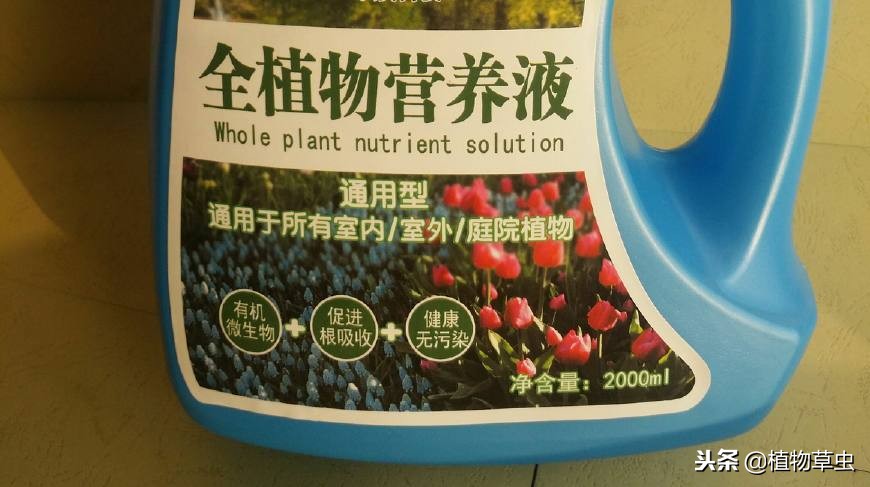 全植物营养液
Whole plant nutrient solution
通用型
通用于所有室内/室外/庭院植物
有机
微生物
+
促进
根吸收
+
健康
无污染
净含量：2000ml
头条 @植物草虫